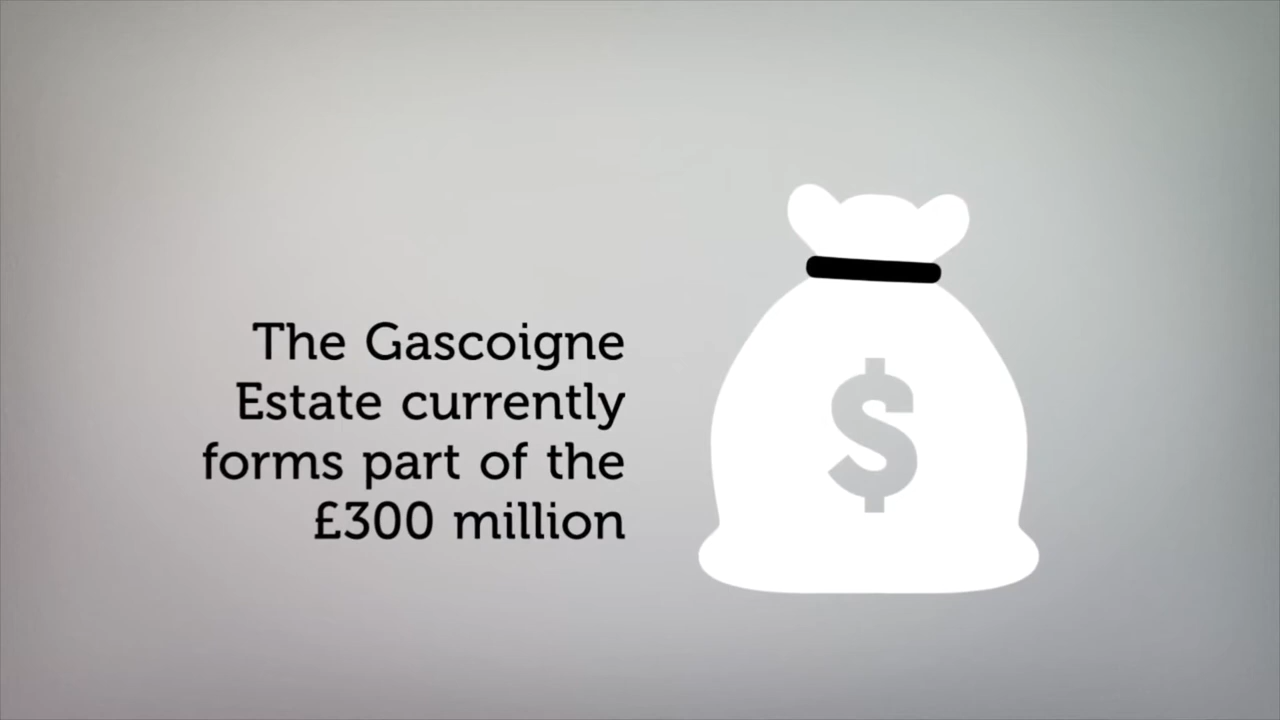 The Gascoigne
Estate currently
forms part of the
£300 million
$